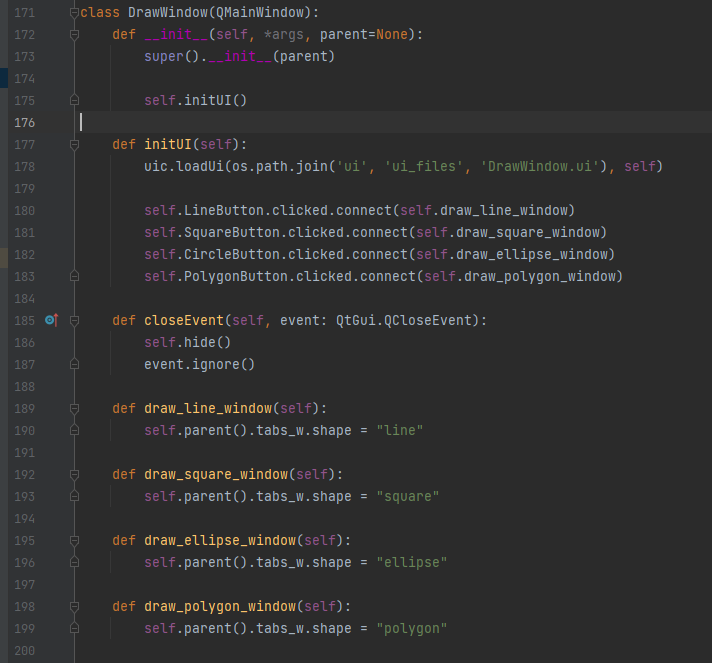 171 class DrawWindow(QMainWindow):
172     def __init__(self, *args, parent=None):
173         super().__init__(parent)
174
175         self.initUI()
176
177     def initUI(self):
178         uic.loadUi(os.path.join('ui', 'ui_files', 'DrawWindow.ui'), self)
179
180         self.LineButton.clicked.connect(self.draw_line_window)
181         self.SquareButton.clicked.connect(self.draw_square_window)
182         self.CircleButton.clicked.connect(self.draw_ellipse_window)
183         self.PolygonButton.clicked.connect(self.draw_polygon_window)
184
185     def closeEvent(self, event: QtGui.QCloseEvent):
186         self.hide()
187         event.ignore()
188
189     def draw_line_window(self):
190         self.parent().tabs_w.shape = "line"
191
192     def draw_square_window(self):
193         self.parent().tabs_w.shape = "square"
194
195     def draw_ellipse_window(self):
196         self.parent().tabs_w.shape = "ellipse"
197
198     def draw_polygon_window(self):
199         self.parent().tabs_w.shape = "polygon"
200